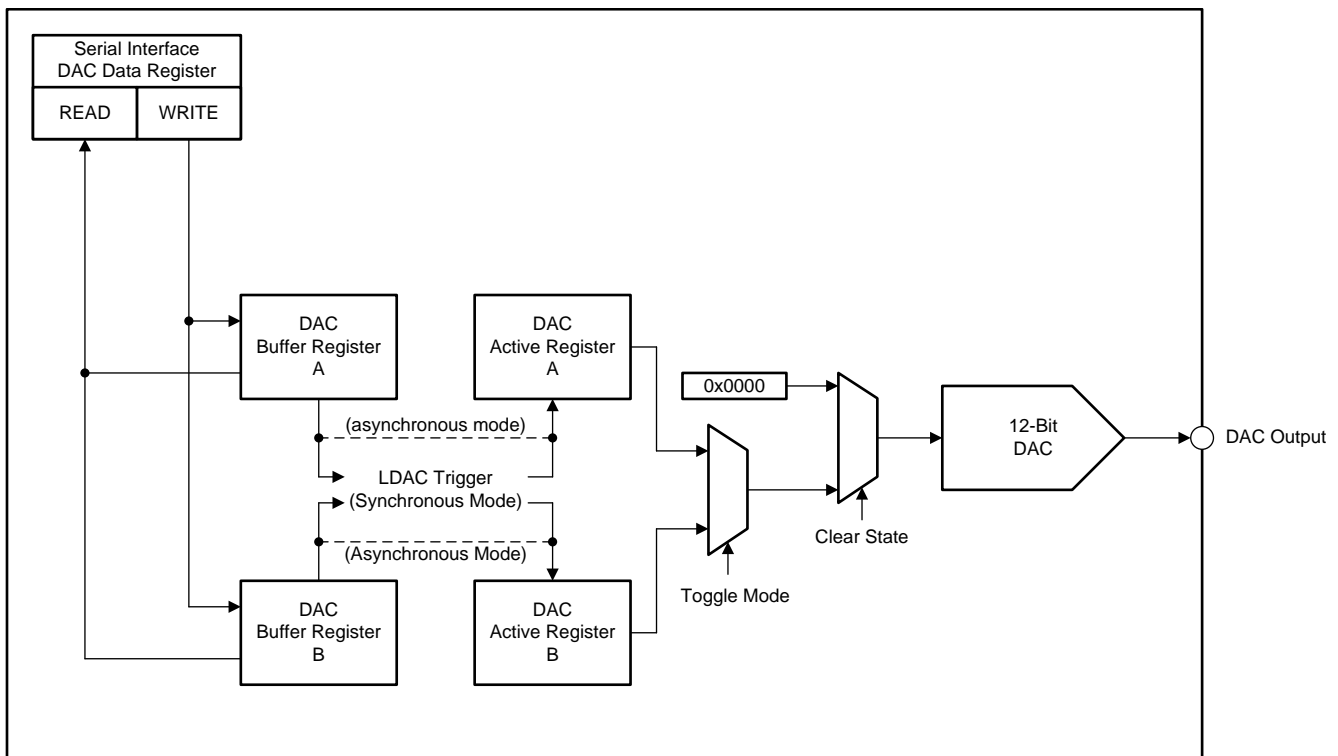 Serial Interface
DAC Data Register
READ
WRITE
DAC
Buffer Register
A
DAC
Active Register
A
(asynchronous mode)
LDAC Trigger
(Synchronous Mode)
(Asynchronous Mode)
DAC
Buffer Register
B
DAC
Active Register
B
Toggle Mode
0x0000
Clear State
12-Bit
DAC
DAC Output